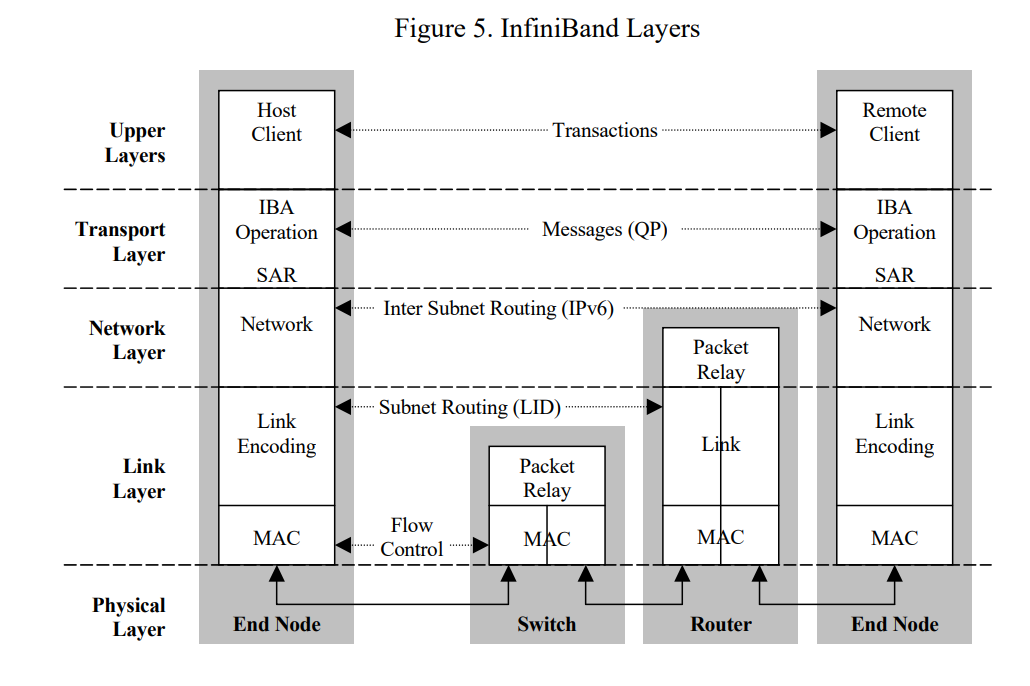 Figure 5. InfiniBand Layers
Upper
Layers
Host
Client
Transactions
Remote
Client
Transport
Layer
IBA
Operation
SAR
Messages (QP)
IBA
Operation
SAR
Network
Layer
Network
Inter Subnet Routing (IPv6)
Packet
Relay
Network
Link
Layer
Link
Encoding
MAC
Subnet Routing (LID)
Flow
Control
Packet
Relay
MAC
Link
MAC
Link
Encoding
MAC
Physical
Layer
End Node
Switch
Router
End Node